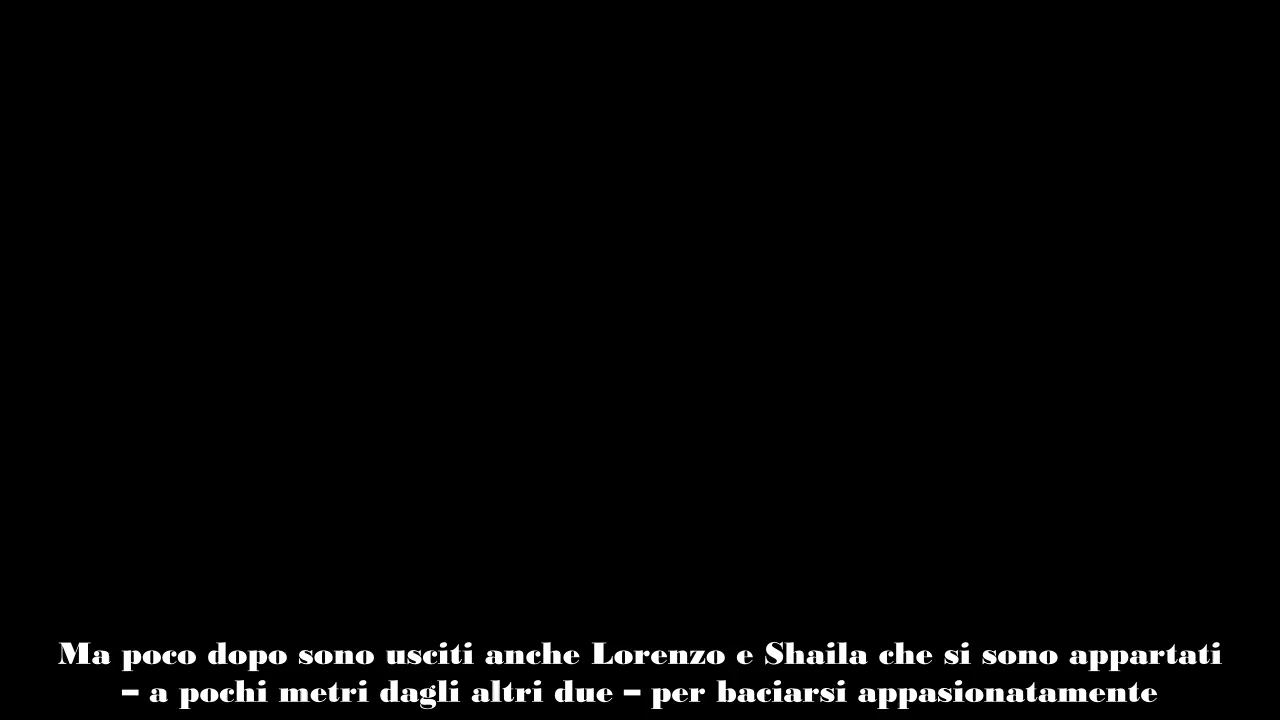 Ma poco dopo sono usciti anche Lorenzo e Shaila che si sono appartati
– a pochi metri dagli altri due – per baciarsi appasionatamente